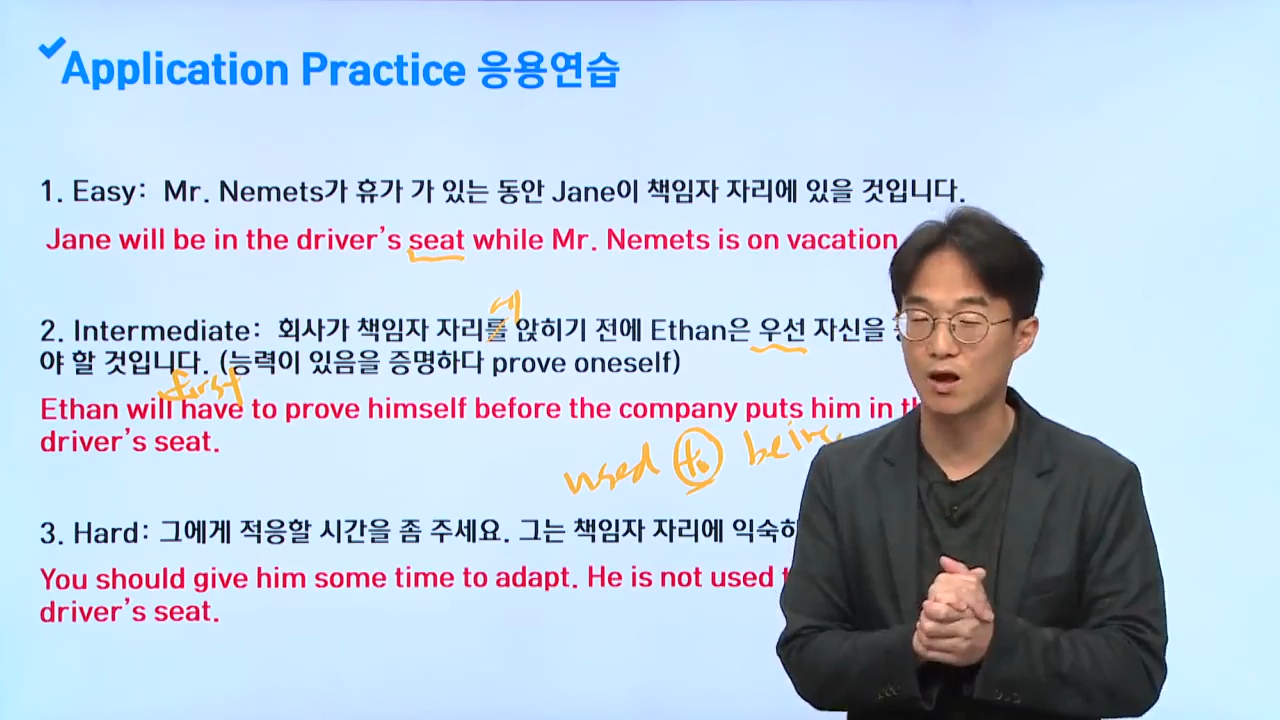 Application Practice 응용연습
1. Easy: Mr. Nemets가 휴가 가 있는 동안 Jane이 책임자 자리에 있을 것입니다.
Jane will be in the driver's seat while Mr. Nemets is on vacation
에
2. Intermediate: 회사가 책임자 자리를 앉히기 전에 Ethan은 우선 자신을
야 할 것입니다. (능력이 있음을 증명하다 prove oneself)
first
Ethan will have to prove himself before the company puts him in
driver's seat.
used to being
3. Hard: 그에게 적응할 시간을 좀 주세요. 그는 책임자 자리에
You should give him some time to adapt. He is not used
driver's seat.